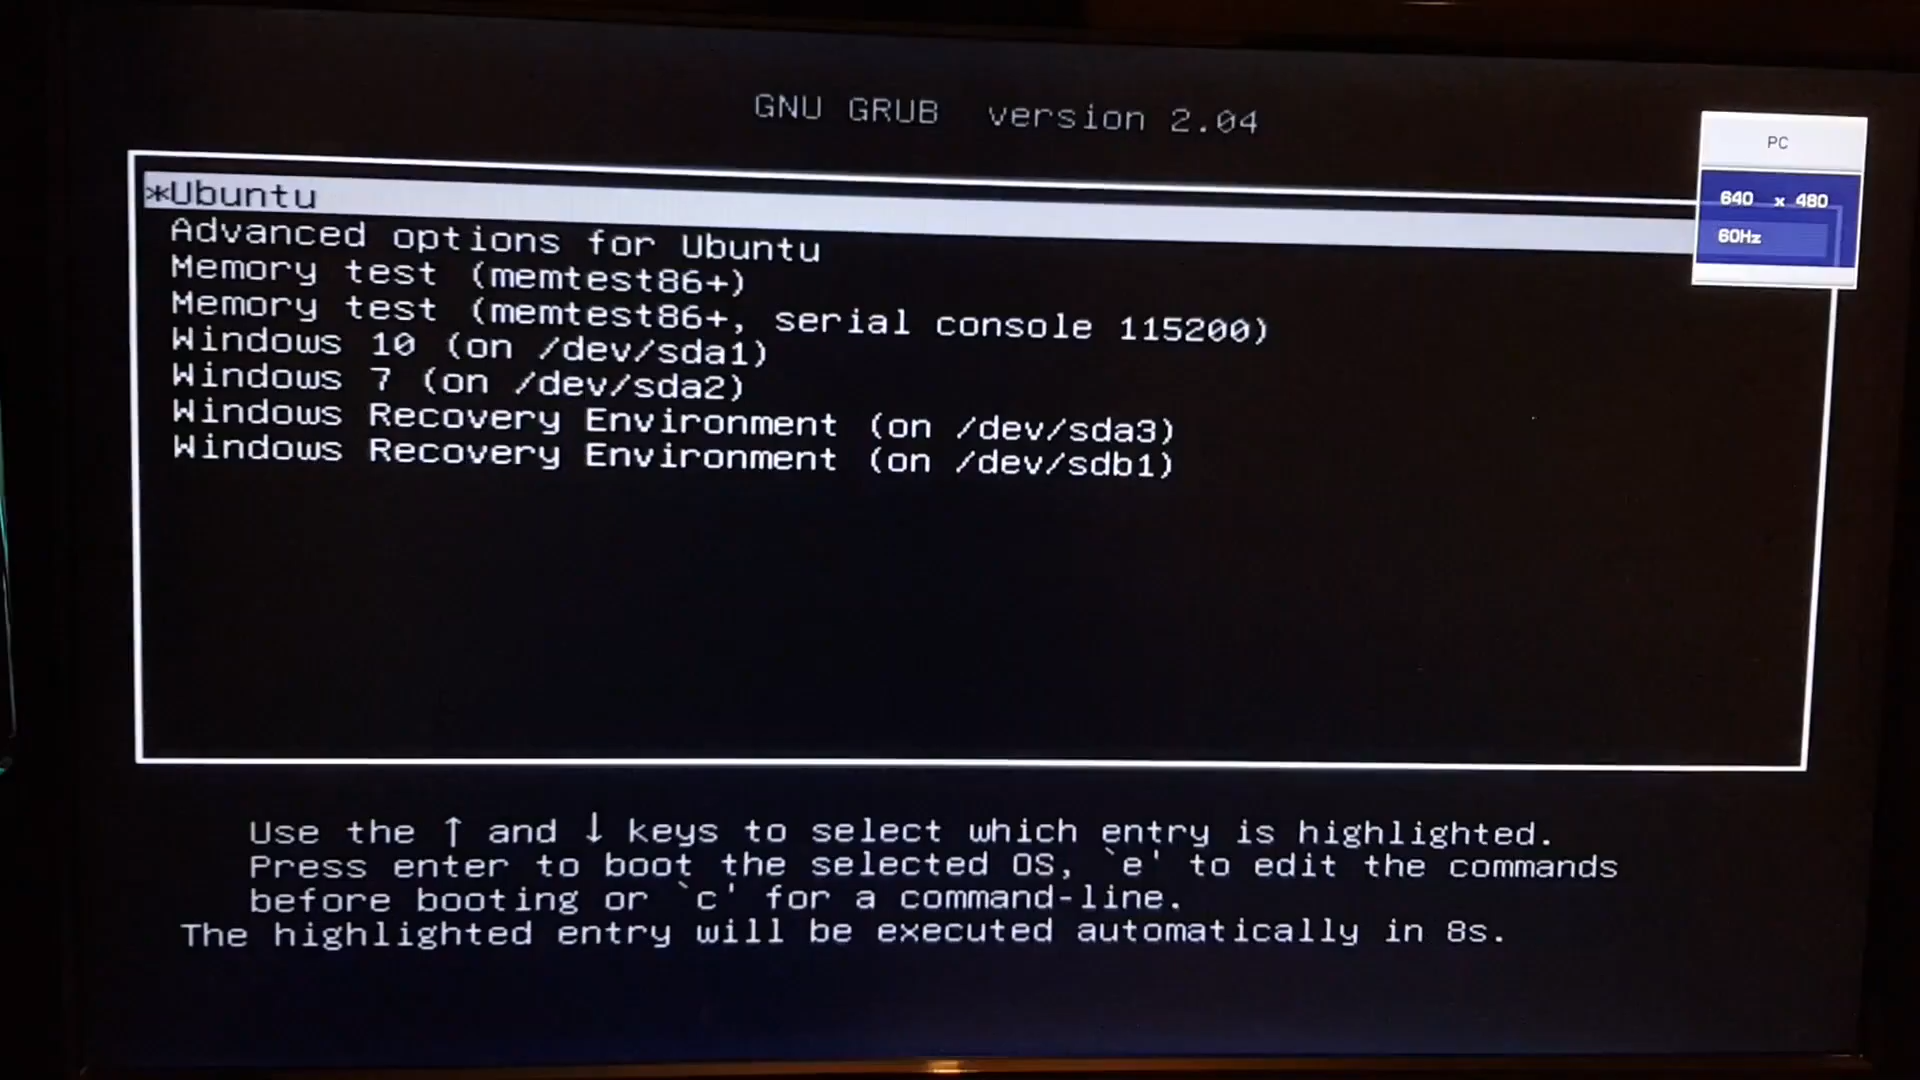 GNU GRUB version 2.04
PC
640 x 480
60Hz
*Ubuntu
Advanced options for Ubuntu
Memory test (memtest86+)
Memory test (memtest86+, serial console 115200)
Windows 10 (on /dev/sda1)
Windows 7 (on /dev/sda2)
Windows Recovery Environment (on /dev/sda3)
Windows Recovery Environment (on /dev/sdb1)
Use the ↑ and ↓ keys to select which entry is highlighted.
Press enter to boot the selected OS, `e' to edit the commands
before booting or `c' for a command-line.
The highlighted entry will be executed automatically in 8s.